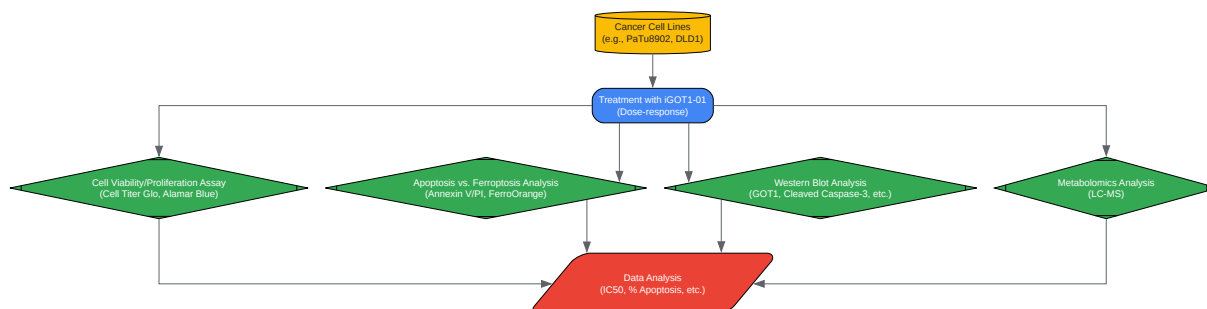 Cancer Cell Lines
(e.g., PaTu8902, DLD1)
Treatment with iGOT1-01
(Dose-response)
Cell Viability/Proliferation Assay
(Cell Titer Glo, Alamar Blue)
Apoptosis vs. Ferroptosis Analysis
(Annexin V/PI, FerroOrange)
Western Blot Analysis
(GOT1, Cleaved Caspase-3, etc.)
Metabolomics Analysis
(LC-MS)
Data Analysis
(IC50, % Apoptosis, etc.)